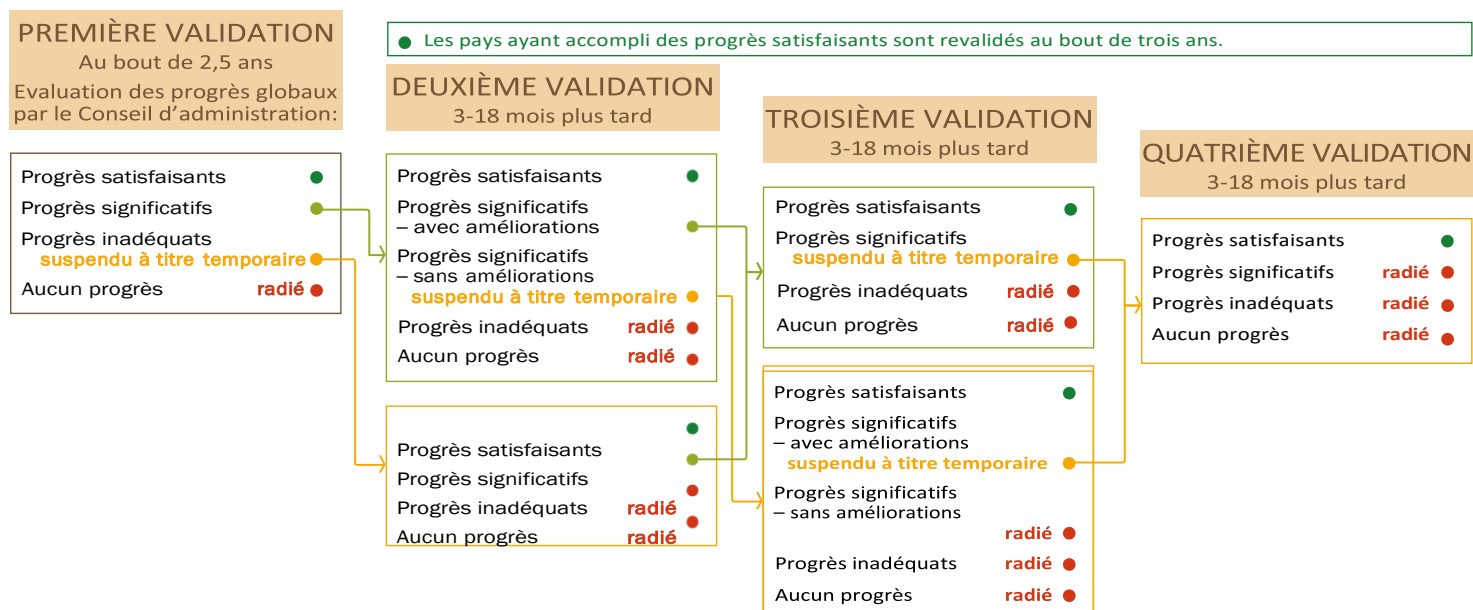 PREMIÈRE VALIDATION
Au bout de 2,5 ans
Evaluation des progrès globaux
par le Conseil d’administration:
Progrès satisfaisants
Progrès significatifs
Progrès inadéquats
suspendu à titre temporaire
Aucun progrès radié
Les pays ayant accompli des progrès satisfaisants sont revalidés au bout de trois ans.
DEUXIÈME VALIDATION
3-18 mois plus tard
Progrès satisfaisants
Progrès significatifs
– avec améliorations
Progrès significatifs
– sans améliorations
suspendu à titre temporaire
Progrès inadéquats radié
Aucun progrès radié
Progrès satisfaisants
Progrès significatifs
Progrès inadéquats radié
Aucun progrès radié
TROISIÈME VALIDATION
3-18 mois plus tard
Progrès satisfaisants
Progrès significatifs
suspendu à titre temporaire
Progrès inadéquats radié
Aucun progrès radié
Progrès satisfaisants
Progrès significatifs
– avec améliorations
suspendu à titre temporaire
Progrès significatifs
– sans améliorations
radié
Progrès inadéquats radié
Aucun progrès radié
QUATRIÈME VALIDATION
3-18 mois plus tard
Progrès satisfaisants
Progrès significatifs radié
Progrès inadéquats radié
Aucun progrès radié